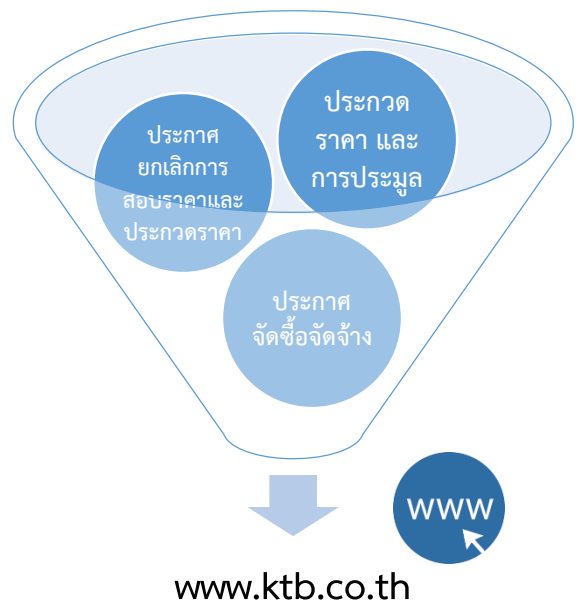 ประกวด
ราคา และ
การประมูล
ประกาศ
ยกเลิกการ
สอบราคาและ
ประกวดราคา
ประกาศ
จัดซื้อจัดจ้าง
www
www.ktb.co.th